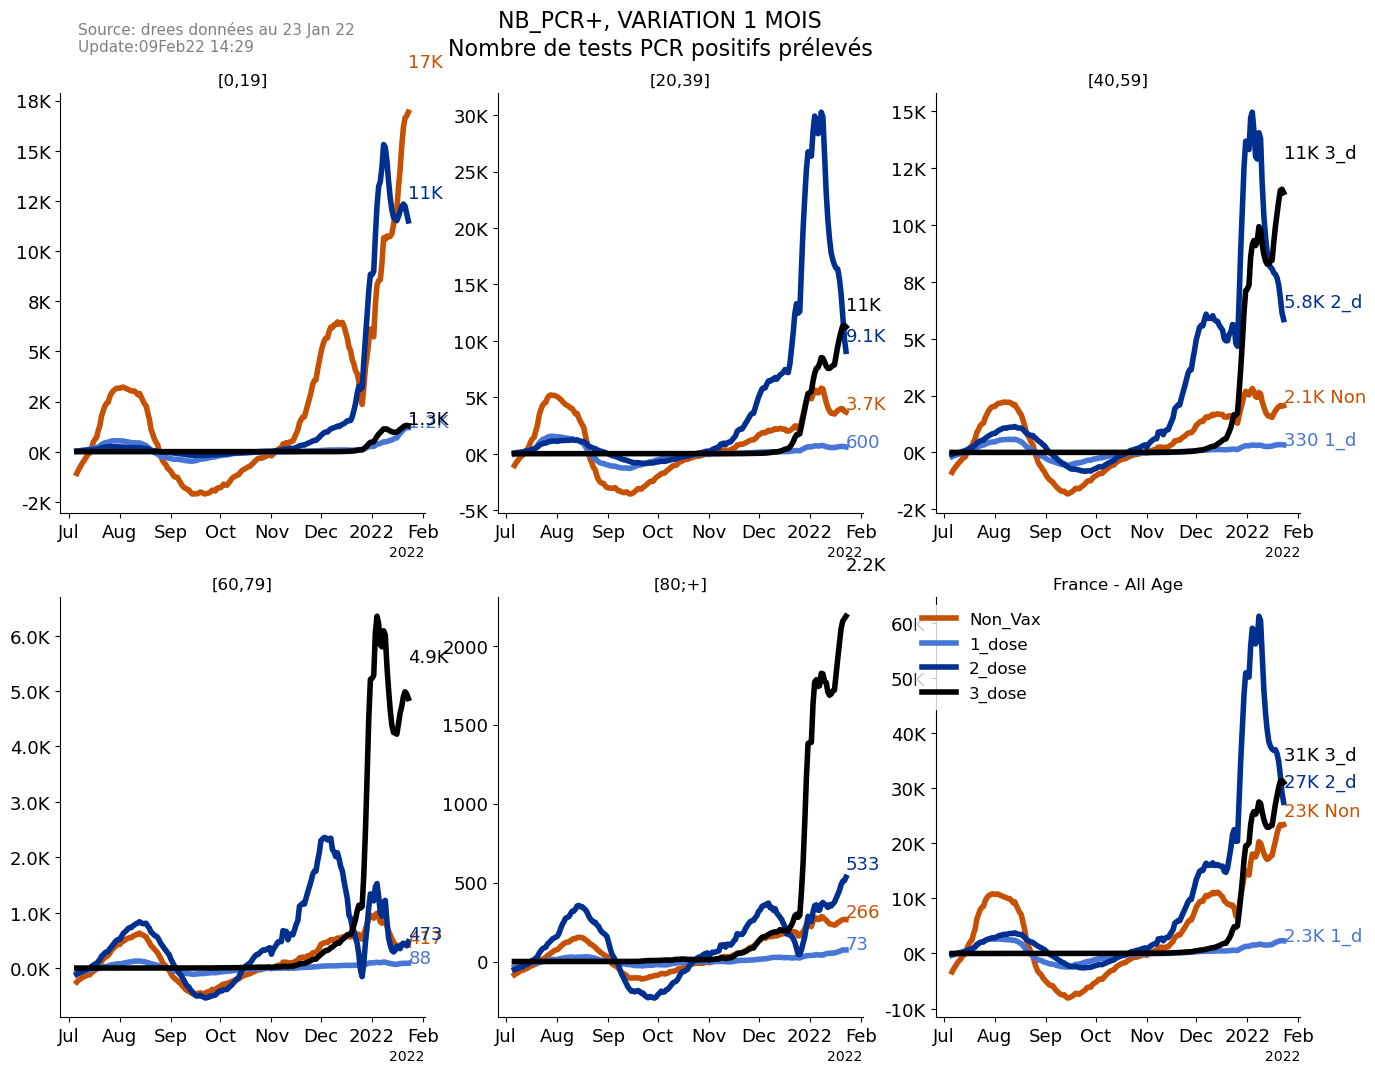 Source: drees données au 23 Jan 22
Update:09Feb22 14:29
NB_PCR+, VARIATION 1 MOIS
Nombre de tests PCR positifs prélevés
[0,19]
18K
15K
12K
10K
8K
5K
2K
0K
-2K
17K
11K
1.3K
1.2K
Jul Aug Sep Oct Nov Dec 2022 Feb
2022
[20,39]
30K
25K
20K
15K
10K
5K
0K
-5K
11K
9.1K
3.7K
600
Jul Aug Sep Oct Nov Dec 2022 Feb
2022
[40,59]
15K
12K
10K
8K
5K
2K
0K
-2K
11K 3_d
5.8K 2_d
2.1K Non
330 1_d
Jul Aug Sep Oct Nov Dec 2022 Feb
2022
[60,79]
6.0K
5.0K
4.0K
3.0K
2.0K
1.0K
0.0K
4.9K
473
417
88
Jul Aug Sep Oct Nov Dec 2022 Feb
2022
[80;+]
2000
1500
1000
500
0
2.2K
533
266
73
Jul Aug Sep Oct Nov Dec 2022 Feb
2022
France - All Age
60K
50K
40K
30K
20K
10K
0K
-10K
Non_Vax
1_dose
2_dose
3_dose
31K 3_d
27K 2_d
23K Non
2.3K 1_d
Jul Aug Sep Oct Nov Dec 2022 Feb
2022